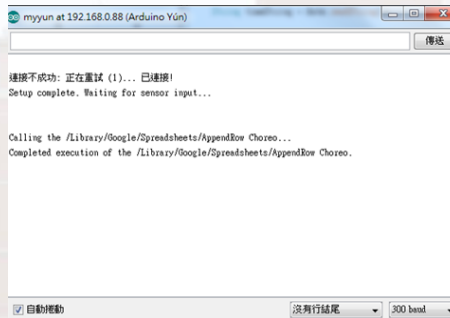 myyun at 192.168.0.88 (Arduino Yún)
傳送
連接不成功: 正在重試 (1)... 已連接!
Setup complete. Waiting for sensor input...
Calling the /Library/Google/Spreadsheets/AppendRow Choreo...
Completed execution of the /Library/Google/Spreadsheets/AppendRow Choreo.
自動捲動
沒有行結尾
300 baud